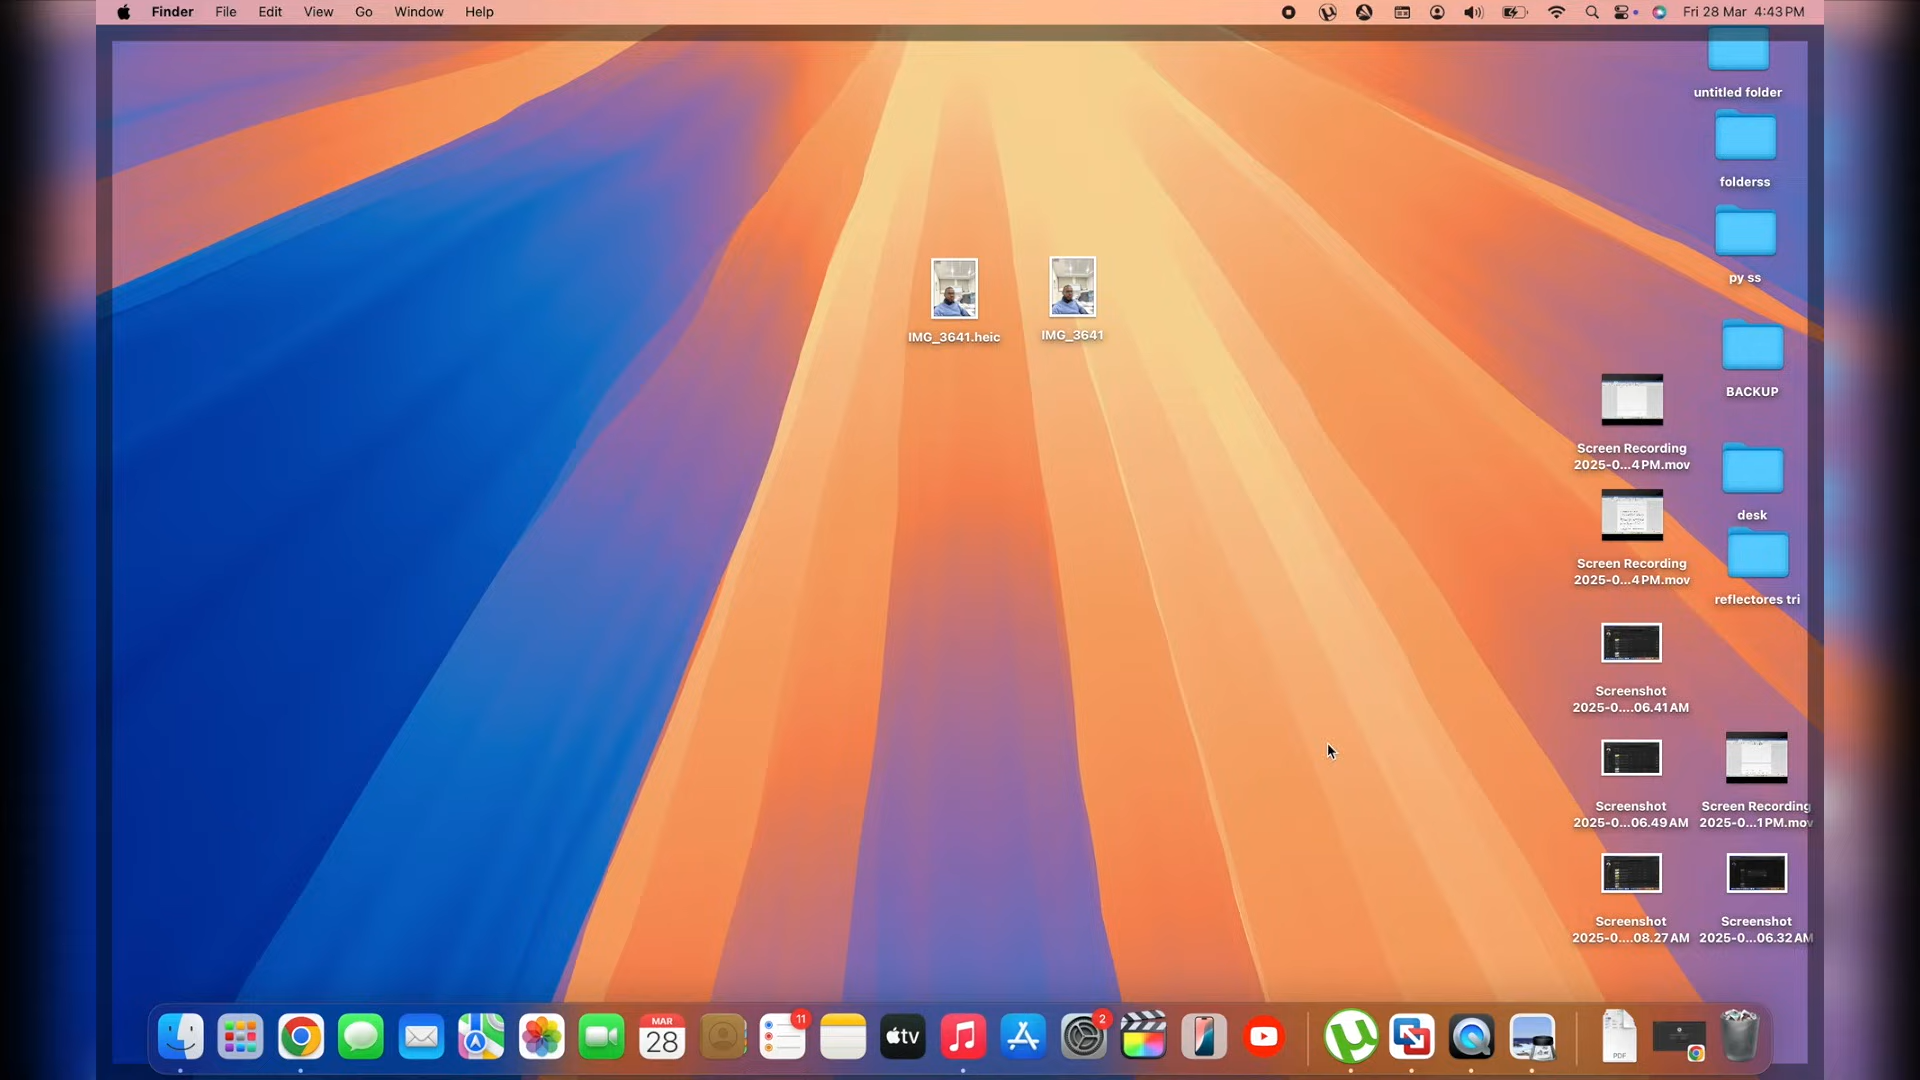 Finder File Edit View Go Window Help
Fri 28 Mar 4:43 PM
untitled folder
folderss
py ss
IMG_3641.heic
IMG_3641
BACKUP
Screen Recording
2025-0...4 PM.mov
desk
Screen Recording
2025-0...4 PM.mov
reflectores tri
Screenshot
2025-0....06.41 AM
Screenshot
2025-0...06.49 AM
Screen Recording
2025-0...1 PM.mov
Screenshot
2025-0....08.27 AM
Screenshot
2025-0...06.32 AM
MAR
28
11
tv
2
PDF